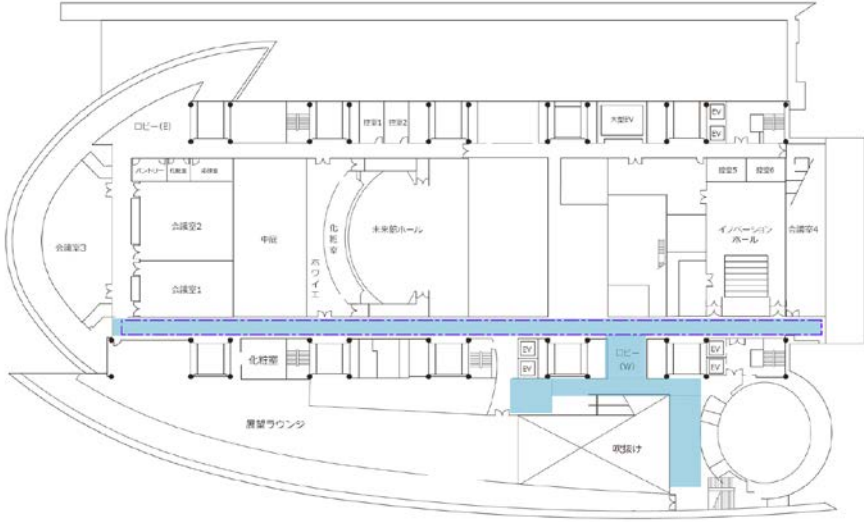 控室1
控室2
大型EV
EV
EV
ロビー(E)
パントリー
控室5
控室6
会議室2
会議室3
中庭
化粧室
未来館ホール
ホワイエ
イノベーション
ホール
会議室4
会議室1
化粧室
EV
EV
ロビー
(W)
EV
EV
展望ラウンジ
吹抜け